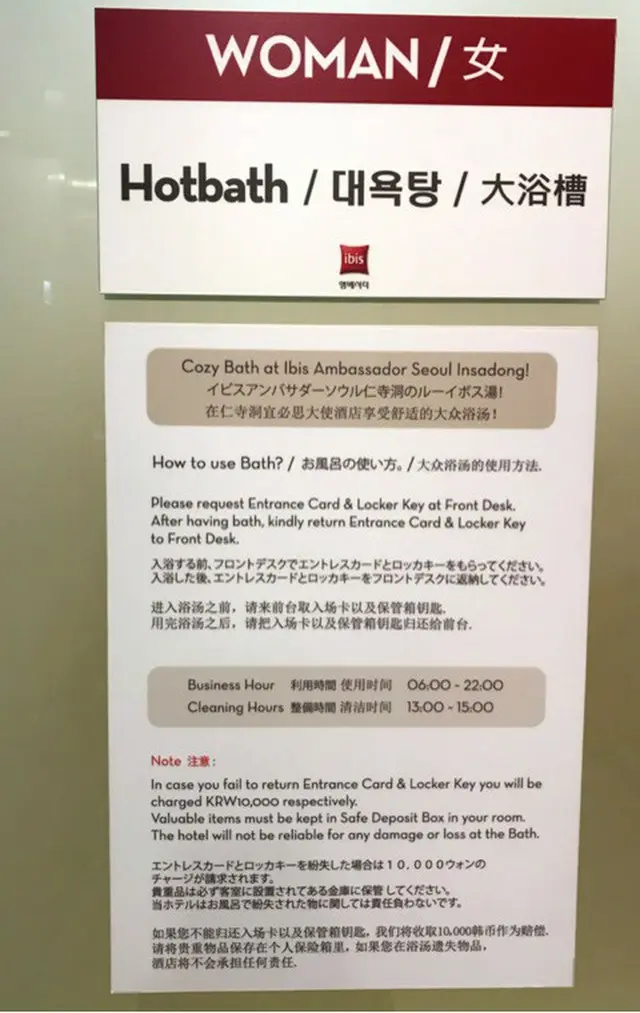 WOMAN / 女
Hotbath / 대욕탕 / 大浴槽
ibis
앰배서더
Cozy Bath at Ibis Ambassador Seoul Insadong!
イビスアンバサダーソウル仁寺洞のルーイボス湯!
在仁寺洞宜必思大使酒店享受舒适的大众浴汤!
How to use Bath? / お風呂の使い方。/ 大众浴汤的使用方法.
Please request Entrance Card & Locker Key at Front Desk.
After having bath, kindly return Entrance Card & Locker Key
to Front Desk.
入浴する前、フロントデスクでエントレスカードとロッカキーをもらってください。
入浴した後、エントレスカードとロッカキーをフロントデスクに返納してください。
进入浴汤之前，请来前台取入场卡以及保管箱钥匙.
用完浴汤之后，请把入场卡以及保管箱钥匙归还给前台.
Business Hour 利用時間 使用时间 06:00 - 22:00
Cleaning Hours 整備時間 清洁时间 13:00 - 15:00
Note 注意:
In case you fail to return Entrance Card & Locker Key you will be
charged KRW10,000 respectively.
Valuable items must be kept in Safe Deposit Box in your room.
The hotel will not be reliable for any damage or loss at the Bath.
エントレスカードとロッカキーを紛失した場合は１０,０００ウォンの
チャージが請求されます。
貴重品は必ず客室に設置されてある金庫に保管 してください。
当ホテルはお風呂で紛失された物に関しては責任負わないです。
如果您不能归还入场卡以及保管箱钥匙，我们将收取10,000韩币作为赔偿.
请将贵重物品保存在个人保险箱里，如果您在浴汤遗失物品，
酒店将不会承担任何责任.